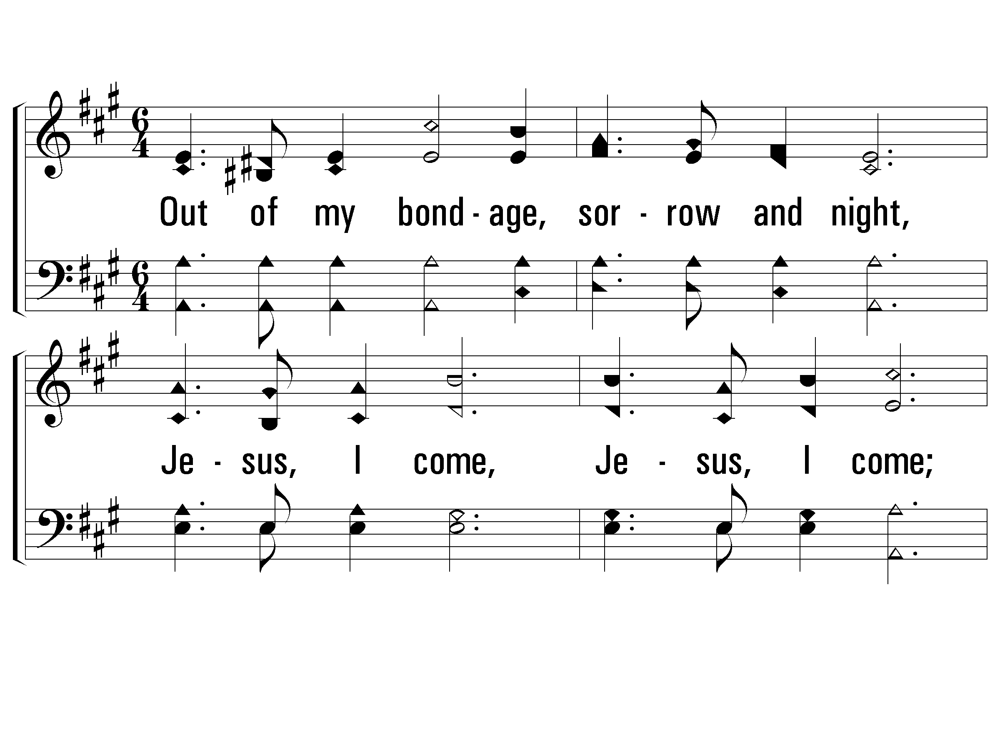 Out of my bond - age, sor - row and night,
Je - sus, I come, Je - sus, I come;